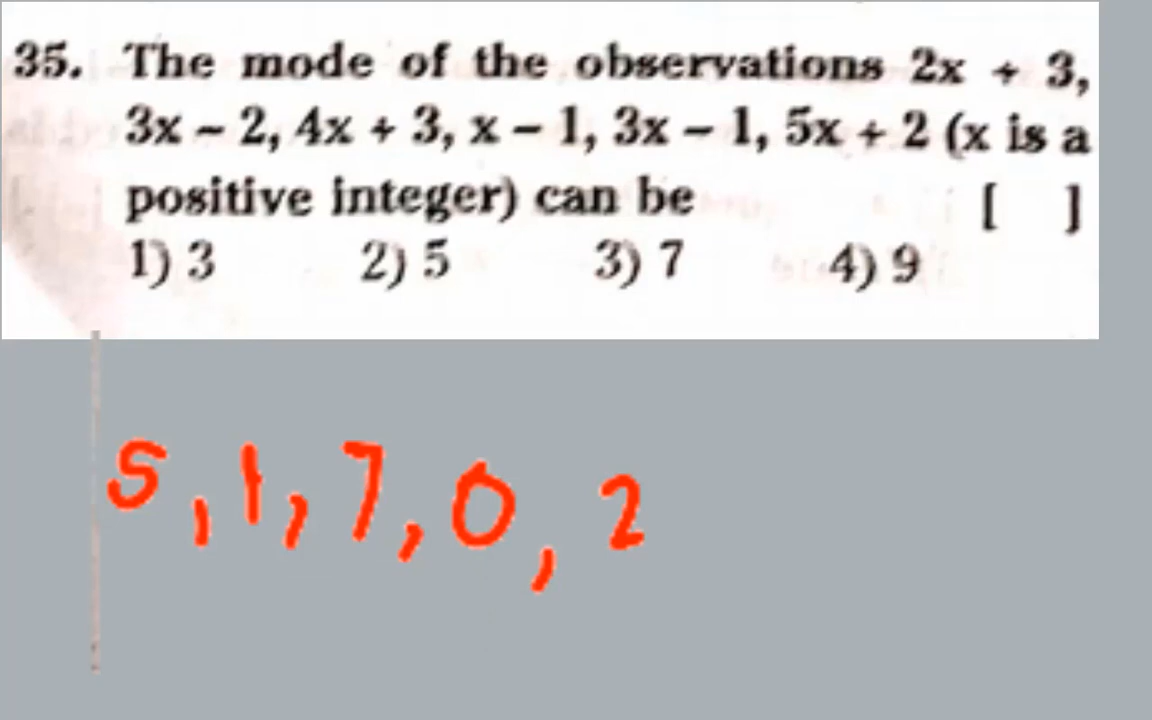 35. The mode of the observations 2x + 3,
3x – 2, 4x + 3, x – 1, 3x – 1, 5x + 2 (x is a
positive integer) can be [ ]
1) 3 2) 5 3) 7 4) 9
5, 1, 7, 0, 2